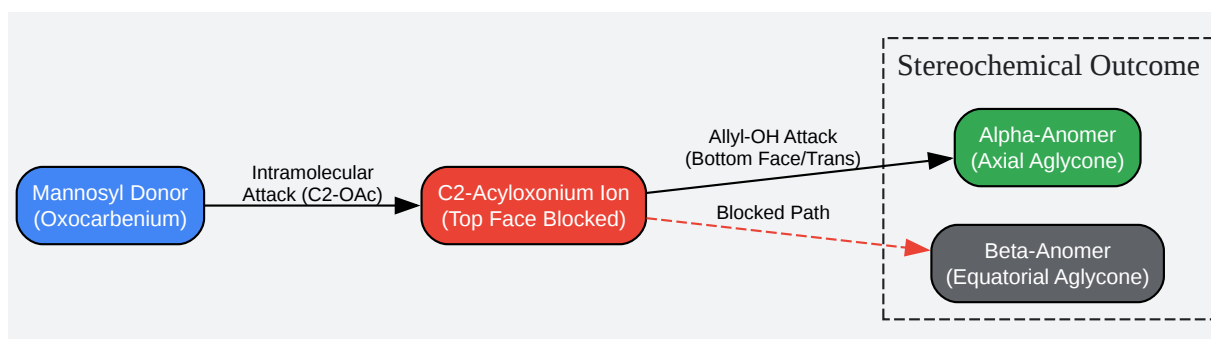 Stereochemical Outcome
Mannosyl Donor
(Oxocarbenium)
Intramolecular
Attack (C2-OAc)
C2-Acyloxonium Ion
(Top Face Blocked)
Allyl-OH Attack
(Bottom Face/Trans)
Blocked Path
Alpha-Anomer
(Axial Aglycone)
Beta-Anomer
(Equatorial Aglycone)